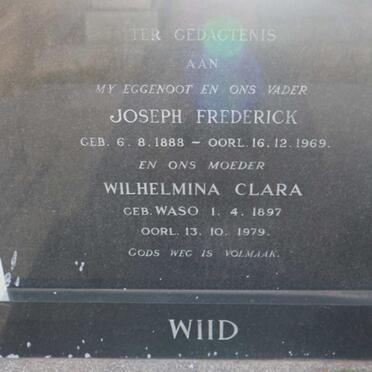 TER GEDAGTENIS
AAN
MY EGGENOOT EN ONS VADER
JOSEPH FREDERICK
GEB. 6. 8. 1888 – OORL. 16. 12. 1969.
EN ONS MOEDER
WILHELMINA CLARA
GEB. WASO 1. 4. 1897
OORL. 13. 10. 1979.
GODS WEG IS VOLMAAK.
WIID